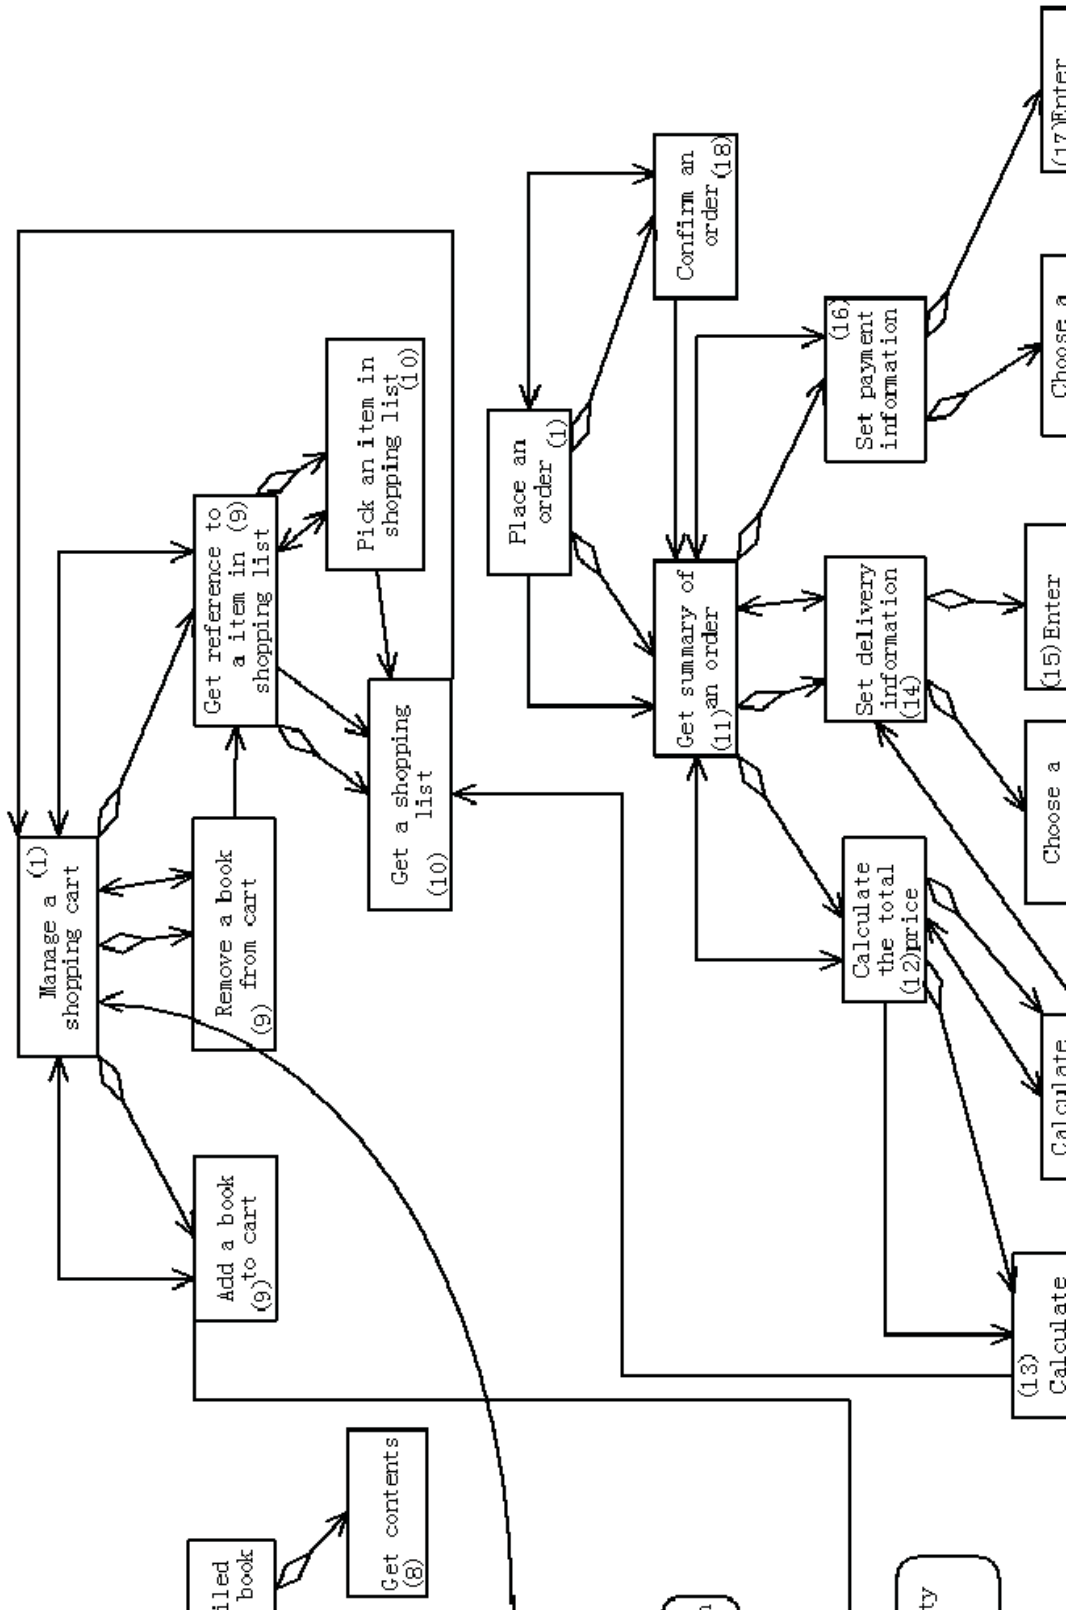 Manage a (1)
shopping cart
Add a book
to cart
(9)
Remove a book
from cart
(9)
Get reference to
a item in (9)
shopping list
Pick an item in
shopping list
(10)
Get a shopping
list
(10)
iled
book
Get contents
(8)
Place an
order (1)
Confirm an
order (18)
Get summary of
(11) an order
Calculate
the total
(12)price
Set delivery
information
(14)
(16)
Set payment
information
(13)
Calculate
Calculate
Choose a
(15)Enter
Choose a
(17)Enter
n
ty